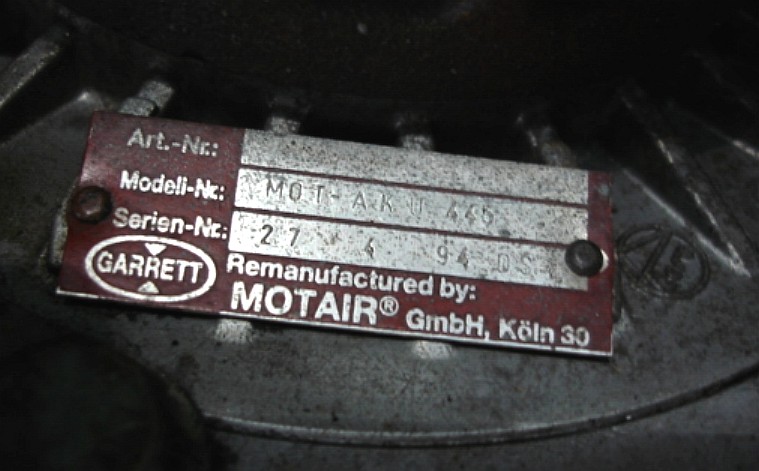 Art.-Nr.:
Modell-Nr.: MOT-AKU 445
Serien-Nr.: 27 4 94 DS
GARRETT
Remanufactured by:
MOTAIR® GmbH, Köln 30